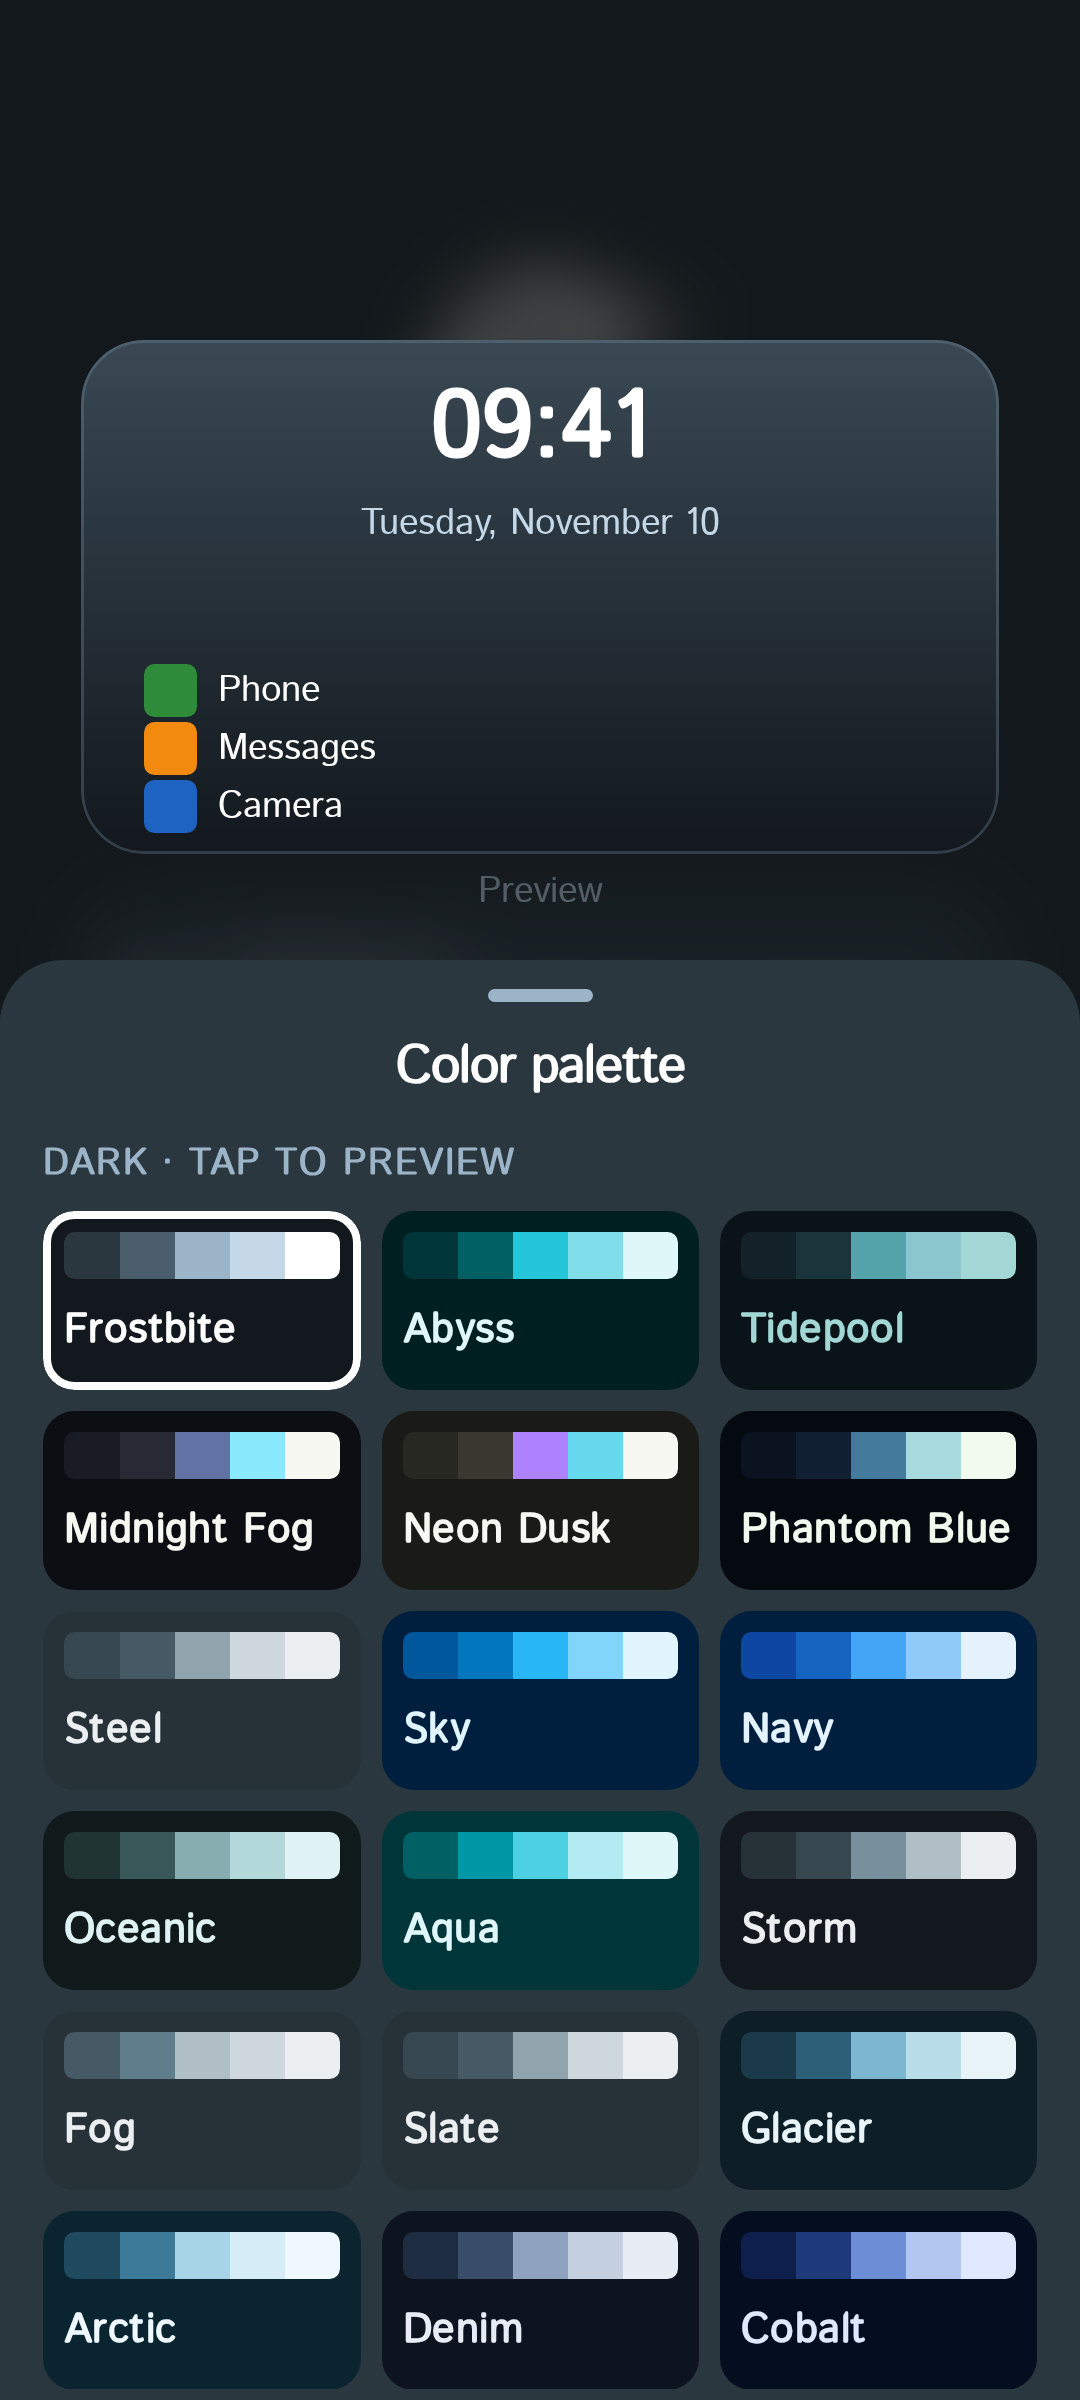 09:41
Tuesday, November 10
Phone
Messages
Camera
Preview
Color palette
DARK · TAP TO PREVIEW
Frostbite
Abyss
Tidepool
Midnight Fog
Neon Dusk
Phantom Blue
Steel
Sky
Navy
Oceanic
Aqua
Storm
Fog
Slate
Glacier
Arctic
Denim
Cobalt